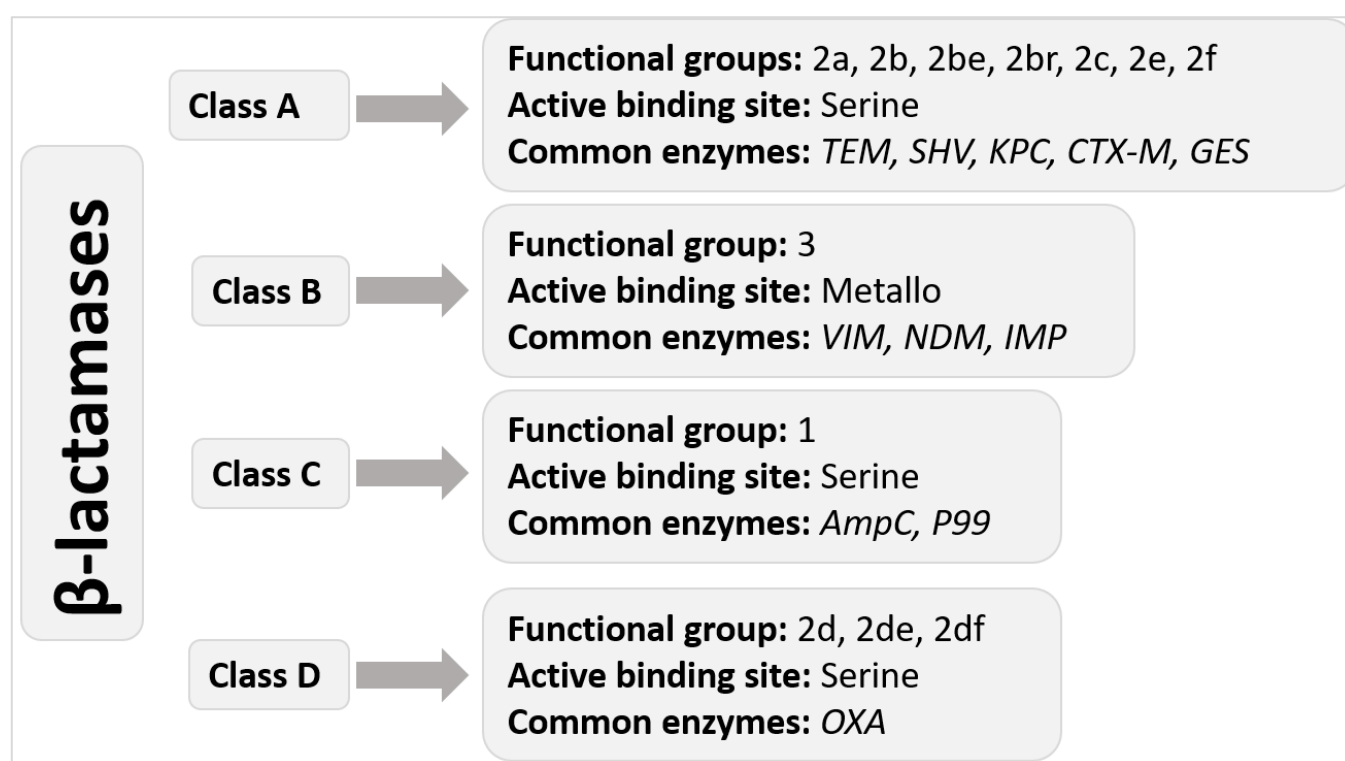 β-lactamases
Class A
Functional groups: 2a, 2b, 2be, 2br, 2c, 2e, 2f
Active binding site: Serine
Common enzymes: TEM, SHV, KPC, CTX-M, GES
Class B
Functional group: 3
Active binding site: Metallo
Common enzymes: VIM, NDM, IMP
Class C
Functional group: 1
Active binding site: Serine
Common enzymes: AmpC, P99
Class D
Functional group: 2d, 2de, 2df
Active binding site: Serine
Common enzymes: OXA